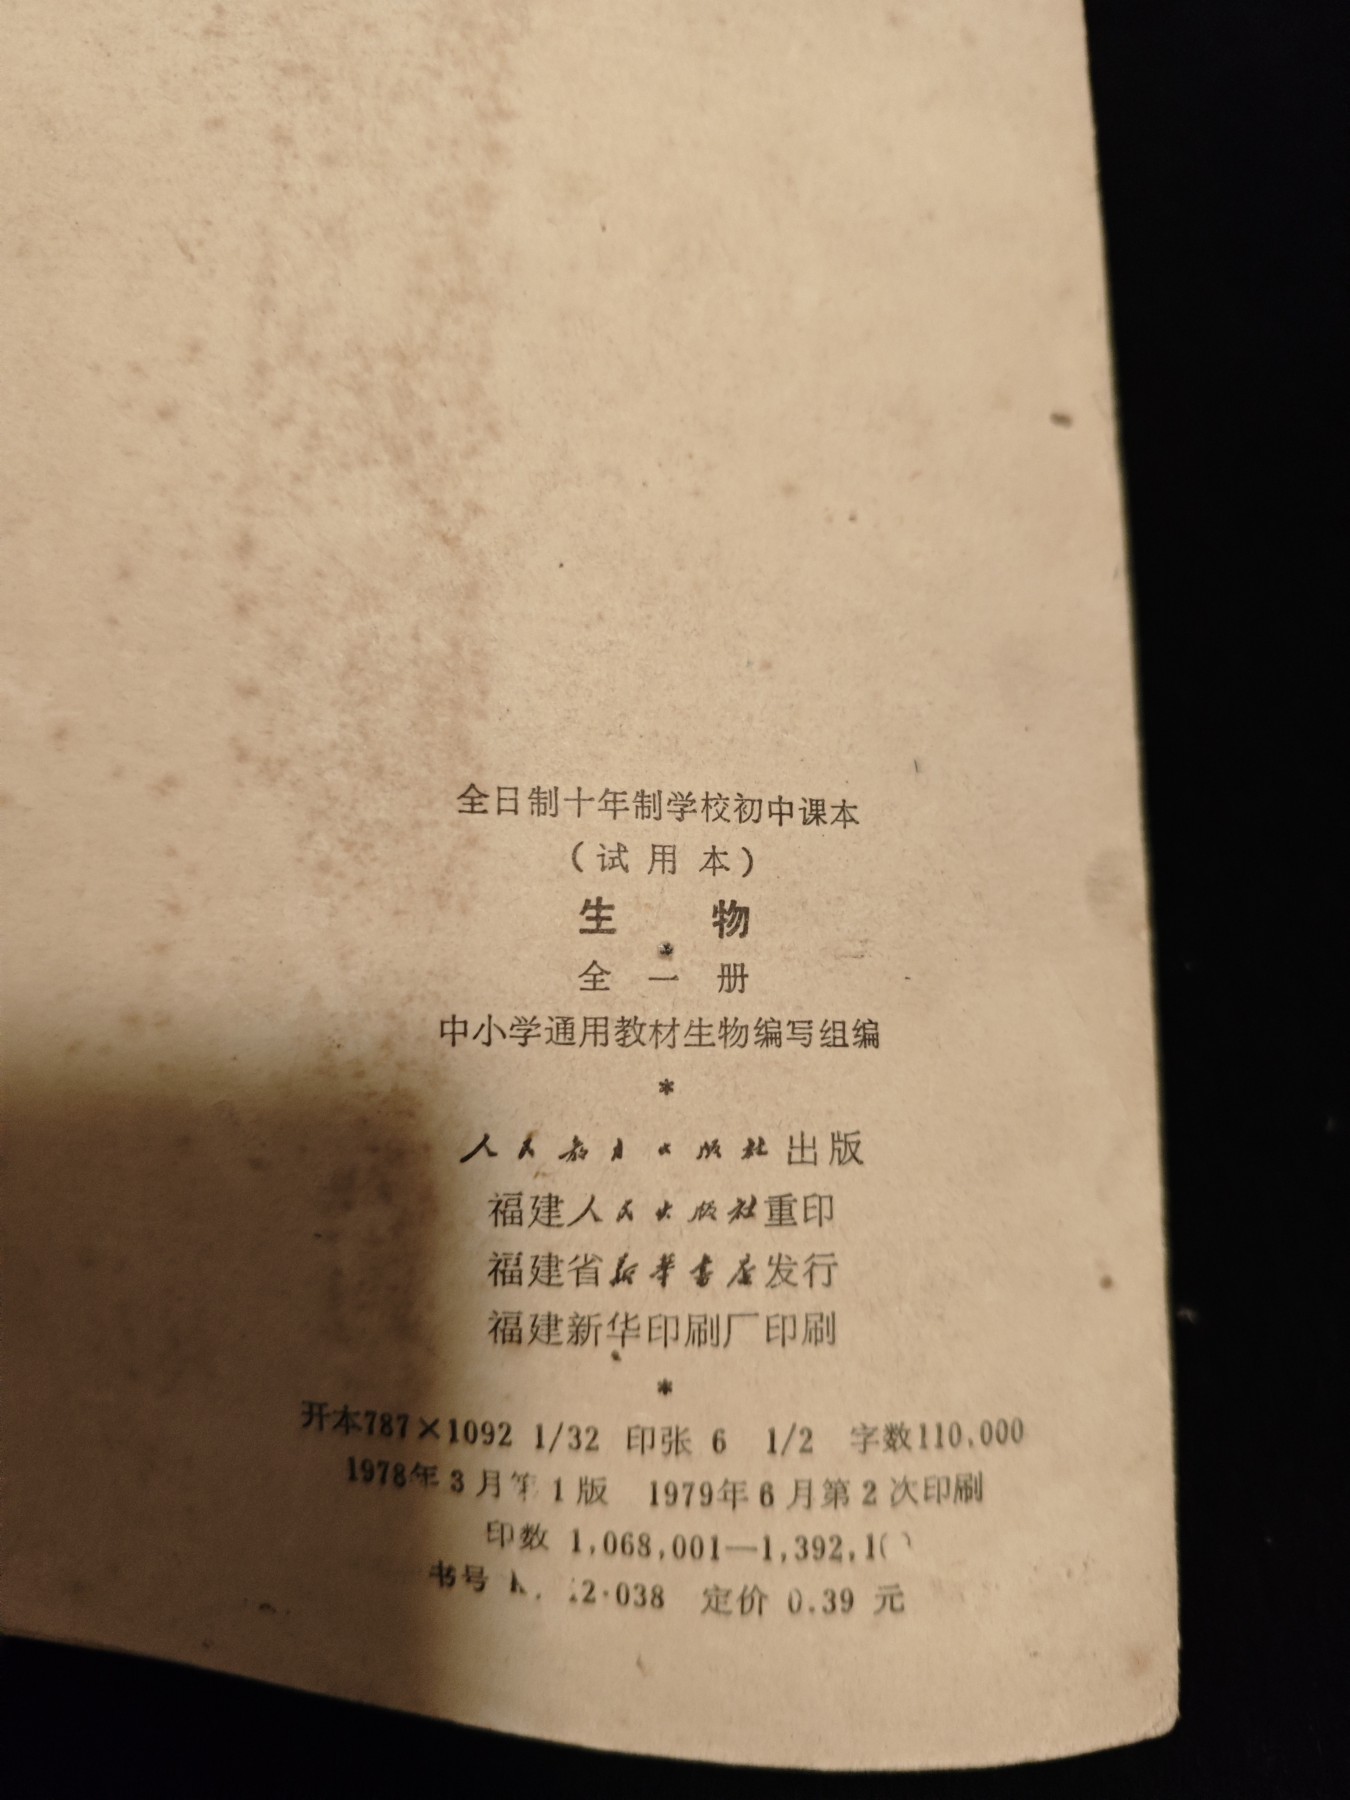 全日制十年制学校初中课本
（试用本）
生物
全一册
中小学通用教材生物编写组编
*
人民教育出版社出版
福建人民出版社重印
福建省新华书店发行
福建新华印刷厂印刷
*
开本787×1092 1/32 印张 6 1/2 字数110,000
1978年3月第1版 1979年6月第2次印刷
印数 1,068,001—
书号 定价 0.39 元